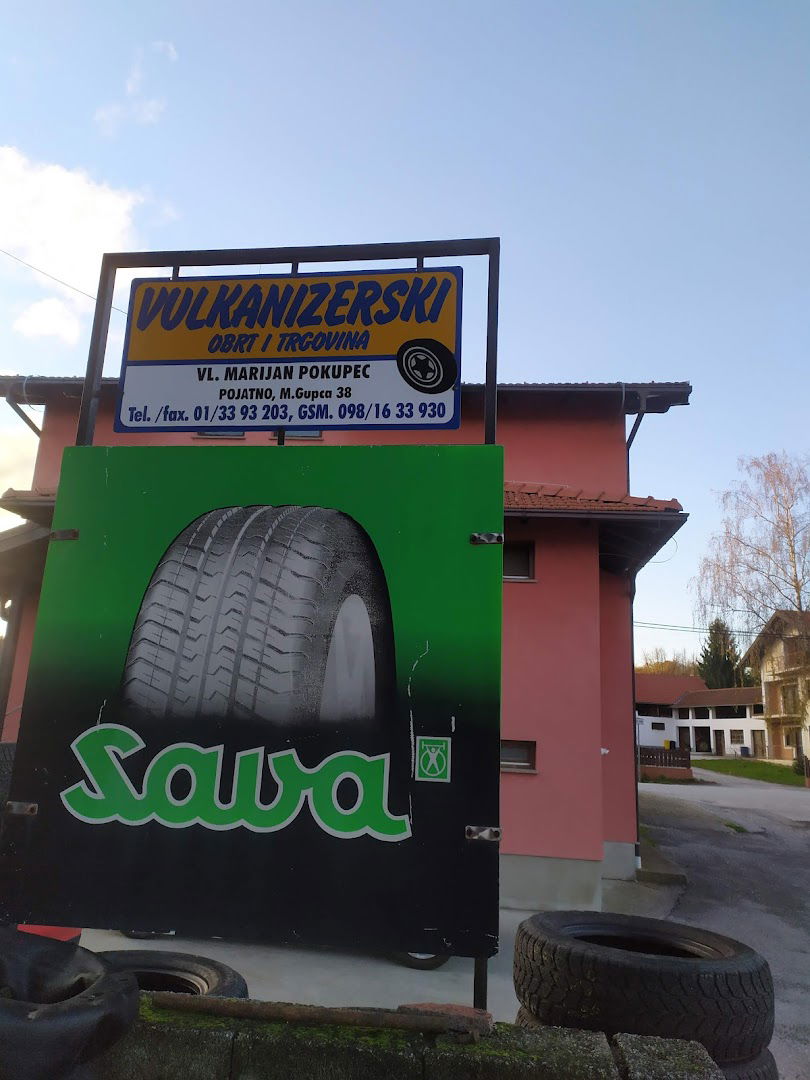 VULKANIZERSKI
OBRT I TRGOVINA
VL. MARIJAN POKUPEC
POJATNO, M.Gupca 38
Tel. /fax. 01/33 93 203, GSM. 098/16 33 930
Sava